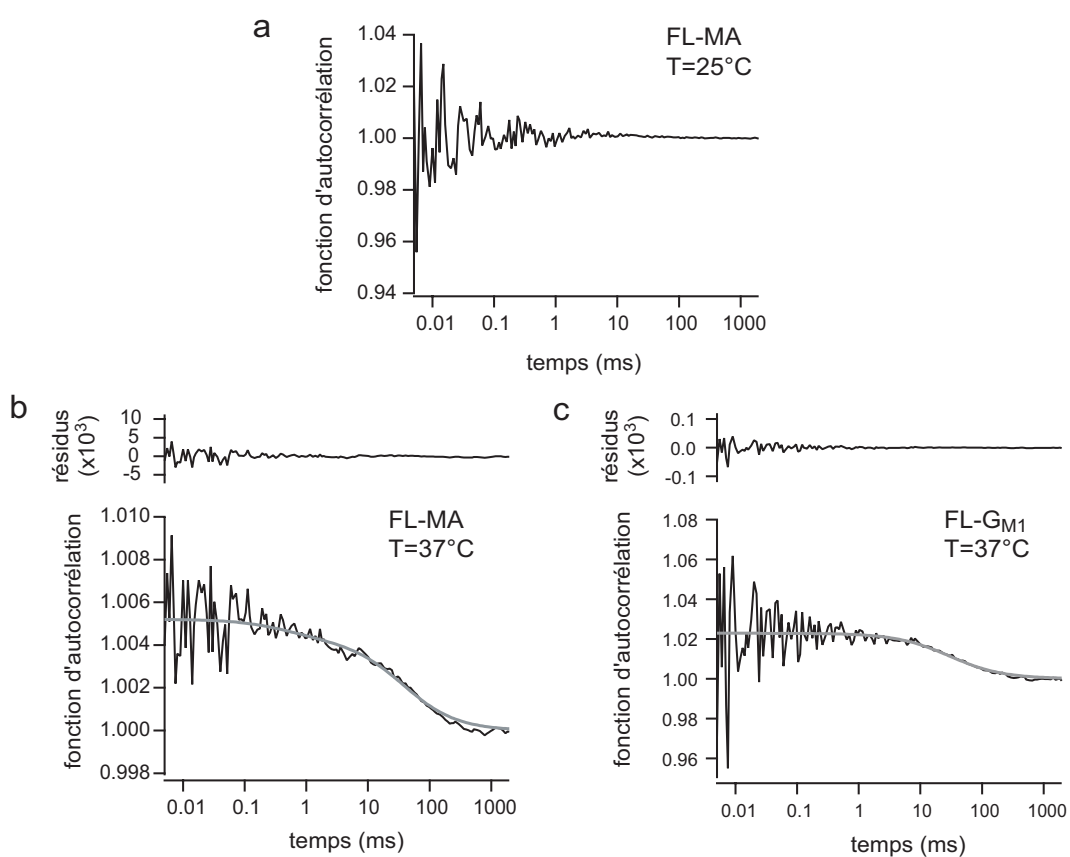 a
FL-MA
T=25°C
fonction d'autocorrélation
1.04
1.02
1.00
0.98
0.96
0.94
0.01 0.1 1 10 100 1000
temps (ms)
b
résidus
(x10³)
10
5
0
-5
FL-MA
T=37°C
fonction d'autocorrélation
1.010
1.008
1.006
1.004
1.002
1.000
0.998
0.01 0.1 1 10 100 1000
temps (ms)
c
résidus
(x10³)
0.1
0.0
-0.1
FL-GM1
T=37°C
fonction d'autocorrélation
1.08
1.06
1.04
1.02
1.00
0.98
0.96
0.01 0.1 1 10 100 1000
temps (ms)